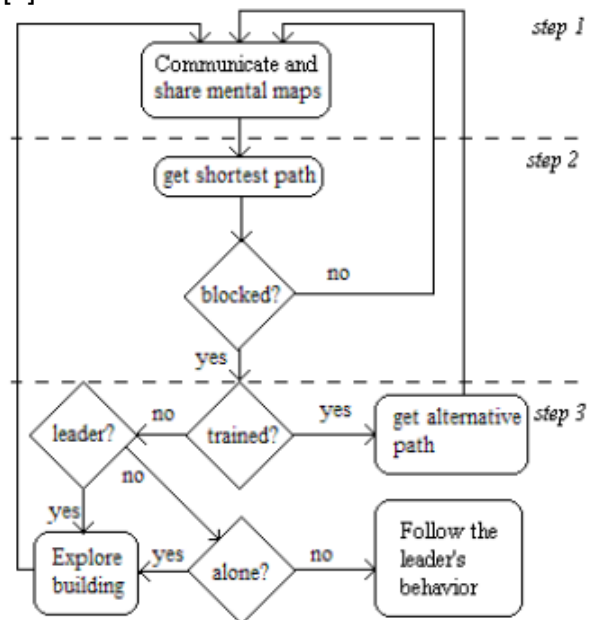 step 1
Communicate and
share mental maps
step 2
get shortest path
blocked?
no
yes
step 3
leader?
no
trained?
yes
get alternative
path
no
yes
Explore
building
yes
alone?
no
Follow the
leader's
behavior